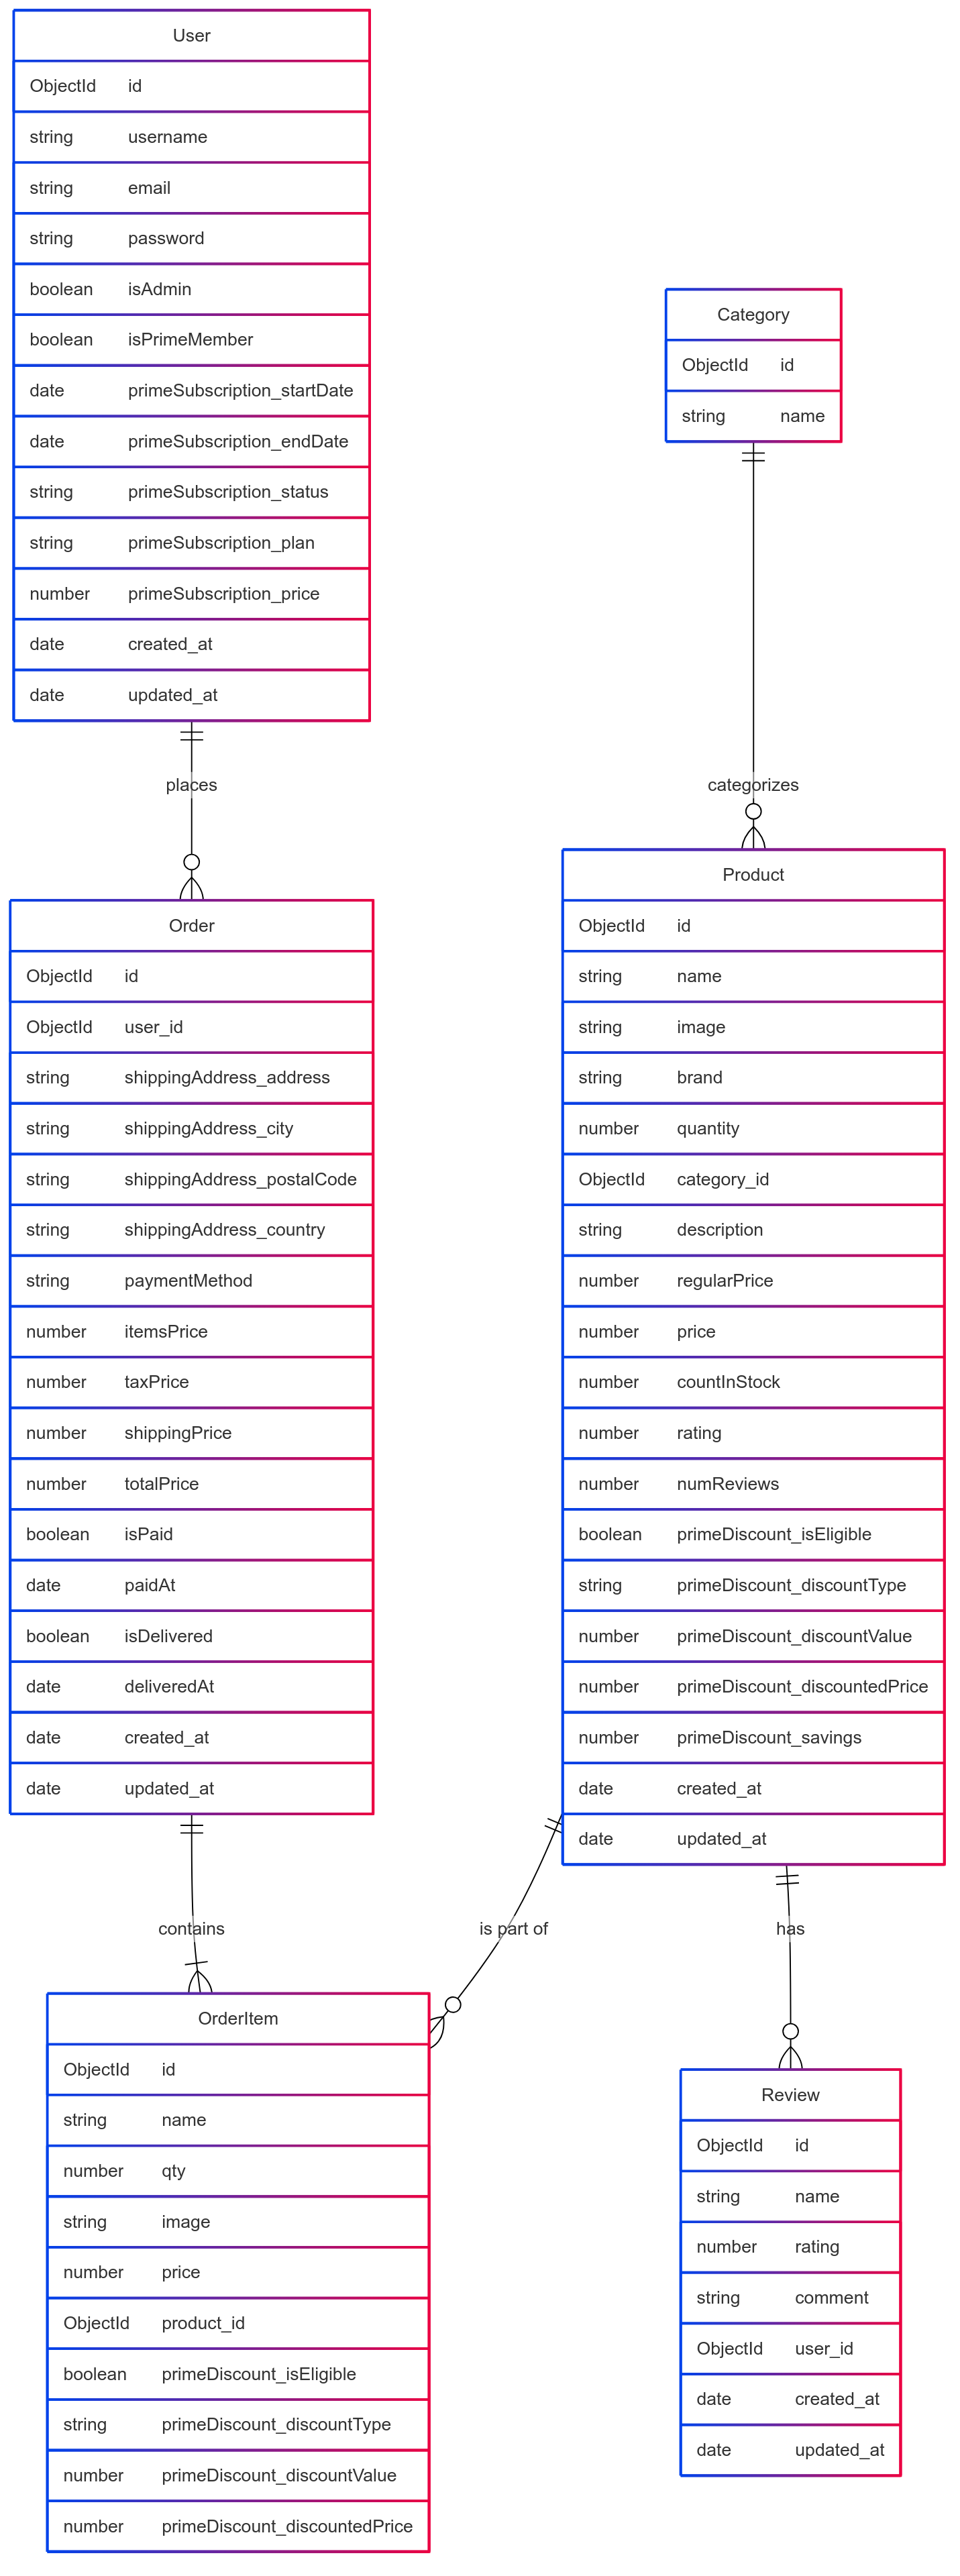 User
ObjectId id
string username
string email
string password
boolean isAdmin
boolean isPrimeMember
date primeSubscription_startDate
date primeSubscription_endDate
string primeSubscription_status
string primeSubscription_plan
number primeSubscription_price
date created_at
date updated_at
Category
ObjectId id
string name
places
categorizes
Order
ObjectId id
ObjectId user_id
string shippingAddress_address
string shippingAddress_city
string shippingAddress_postalCode
string shippingAddress_country
string paymentMethod
number itemsPrice
number taxPrice
number shippingPrice
number totalPrice
boolean isPaid
date paidAt
boolean isDelivered
date deliveredAt
date created_at
date updated_at
Product
ObjectId id
string name
string image
string brand
number quantity
ObjectId category_id
string description
number regularPrice
number price
number countInStock
number rating
number numReviews
boolean primeDiscount_isEligible
string primeDiscount_discountType
number primeDiscount_discountValue
number primeDiscount_discountedPrice
number primeDiscount_savings
date created_at
date updated_at
contains
is part of
has
OrderItem
ObjectId id
string name
number qty
string image
number price
ObjectId product_id
boolean primeDiscount_isEligible
string primeDiscount_discountType
number primeDiscount_discountValue
number primeDiscount_discountedPrice
Review
ObjectId id
string name
number rating
string comment
ObjectId user_id
date created_at
date updated_at